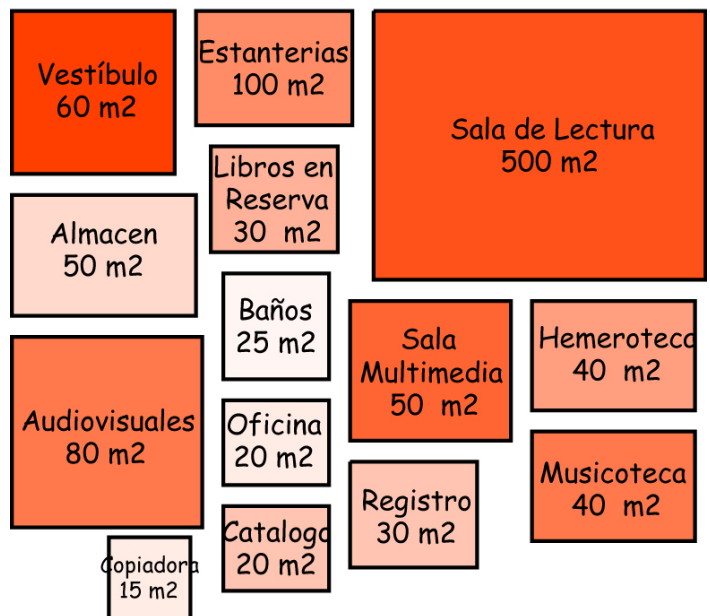 Vestíbulo
60 m2
Estanterias
100 m2
Sala de Lectura
500 m2
Libros en
Reserva
30 m2
Almacen
50 m2
Baños
25 m2
Sala
Multimedia
50 m2
Hemeroteca
40 m2
Audiovisuales
80 m2
Oficina
20 m2
Musicoteca
40 m2
Registro
30 m2
Catalogo
20 m2
Copiadora
15 m2